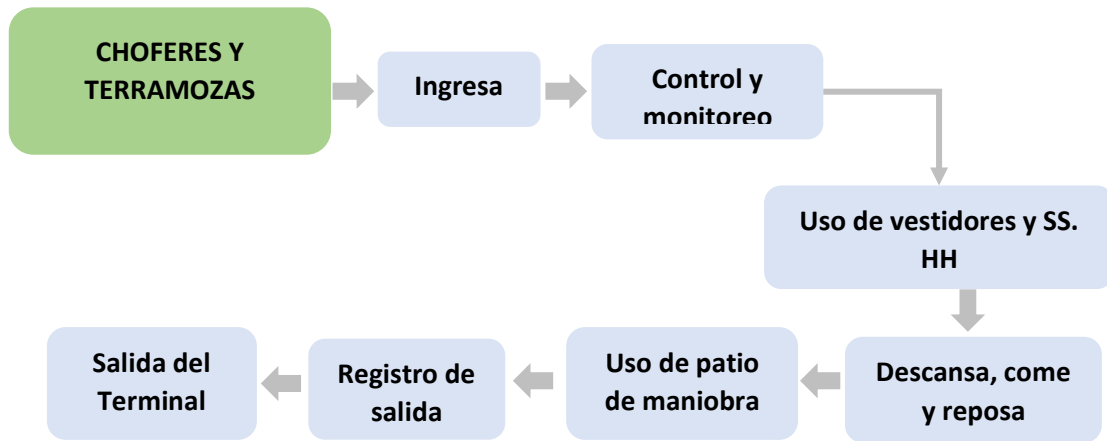 CHOFERES Y
TERRAMOZAS
Ingresa
Control y
monitoreo
Uso de vestidores y SS.
HH
Descansa, come
y reposa
Uso de patio
de maniobra
Registro de
salida
Salida del
Terminal